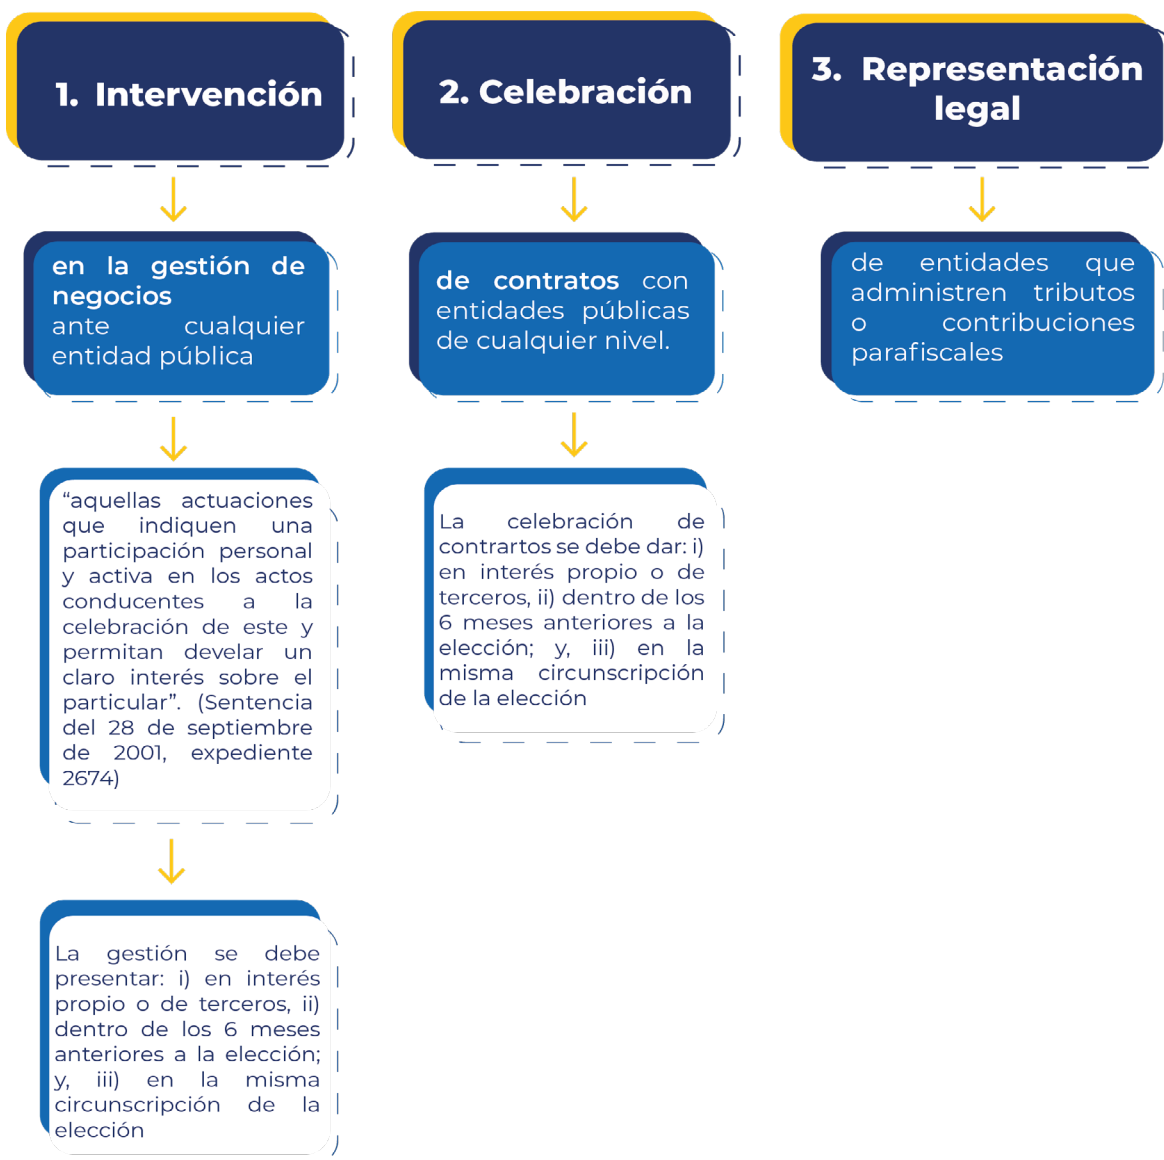 1. Intervención
en la gestión de
negocios
ante cualquier
entidad pública
“aquellas actuaciones
que indiquen una
participación personal
y activa en los actos
conducentes a la
celebración de este y
permitan develar un
claro interés sobre el
particular”. (Sentencia
del 28 de septiembre
de 2001, expediente
2674)
La gestión se debe
presentar: i) en interés
propio o de terceros, ii)
dentro de los 6 meses
anteriores a la elección;
y, iii) en la misma
circunscripción de la
elección
2. Celebración
de contratos con
entidades públicas
de cualquier nivel.
La celebración de
contrartos se debe dar: i)
en interés propio o de
terceros, ii) dentro de los
6 meses anteriores a la
elección; y, iii) en la
misma circunscripción
de la elección
3. Representación
legal
de entidades que
administren tributos
o contribuciones
parafiscales